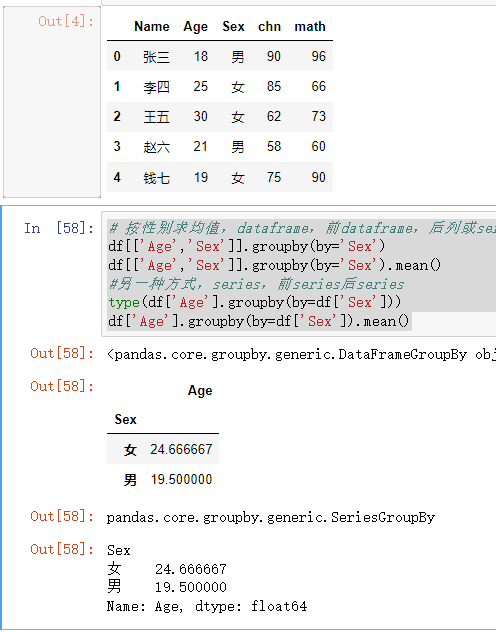 Out[4]:
Name Age Sex chn math
0 张三 18 男 90 96
1 李四 25 女 85 66
2 王五 30 女 62 73
3 赵六 21 男 58 60
4 钱七 19 女 75 90
In [58]:
# 按性别求均值，dataframe，前dataframe，后列或se
df[['Age','Sex']].groupby(by='Sex')
df[['Age','Sex']].groupby(by='Sex').mean()
#另一种方式，series，前series后series
type(df['Age'].groupby(by=df['Sex']))
df['Age'].groupby(by=df['Sex']).mean()
Out[58]: <pandas.core.groupby.generic.DataFrameGroupBy obj
Out[58]:
Age
Sex
女 24.666667
男 19.500000
Out[58]: pandas.core.groupby.generic.SeriesGroupBy
Out[58]: Sex
女 24.666667
男 19.500000
Name: Age, dtype: float64